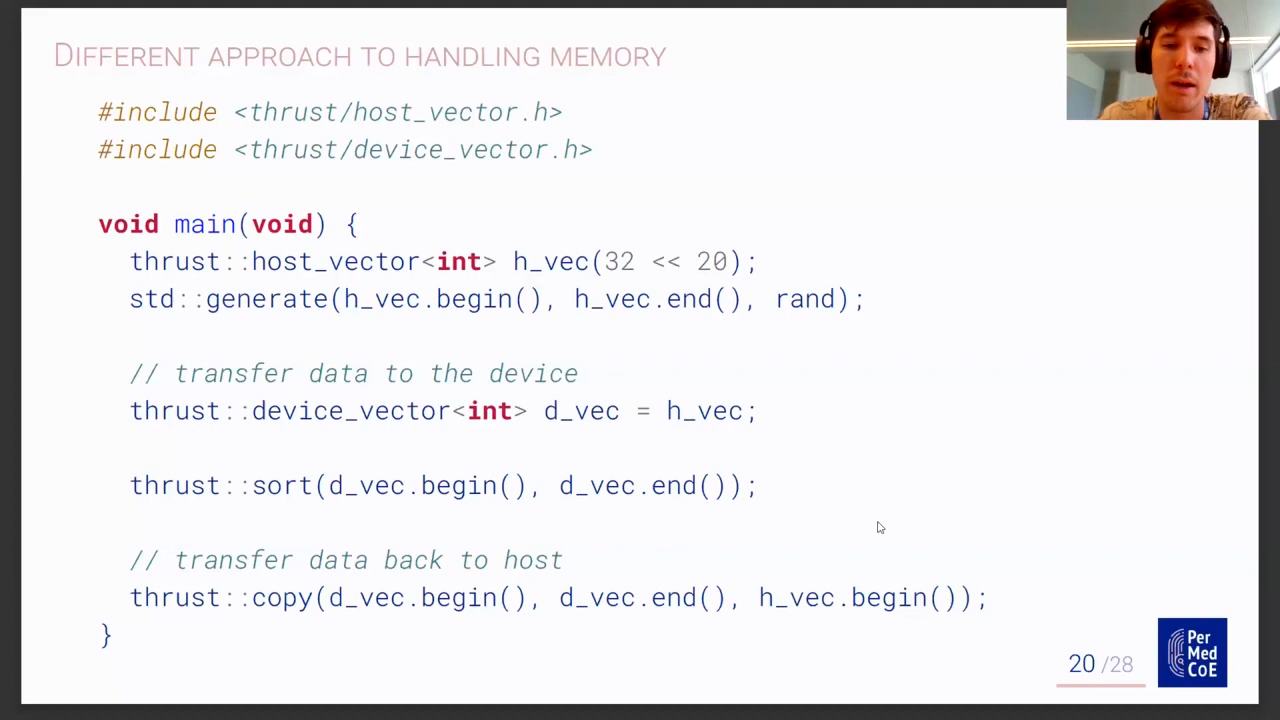 DIFFERENT APPROACH TO HANDLING MEMORY
#include <thrust/host_vector.h>
#include <thrust/device_vector.h>
void main(void) {
thrust::host_vector<int> h_vec(32 << 20);
std::generate(h_vec.begin(), h_vec.end(), rand);
// transfer data to the device
thrust::device_vector<int> d_vec = h_vec;
thrust::sort(d_vec.begin(), d_vec.end());
// transfer data back to host
thrust::copy(d_vec.begin(), d_vec.end(), h_vec.begin());
}
20 /28
Per
Med
CoE